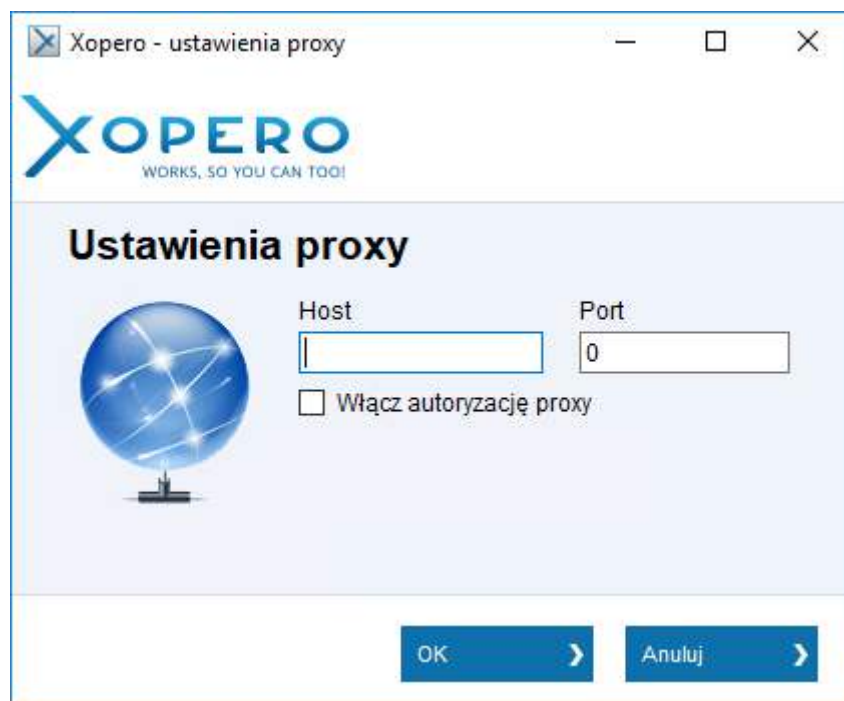 Xopero - ustawienia proxy
XOPERO
WORKS, SO YOU CAN TOO!
Ustawienia proxy
Host Port
0
Włącz autoryzację proxy
OK Anuluj